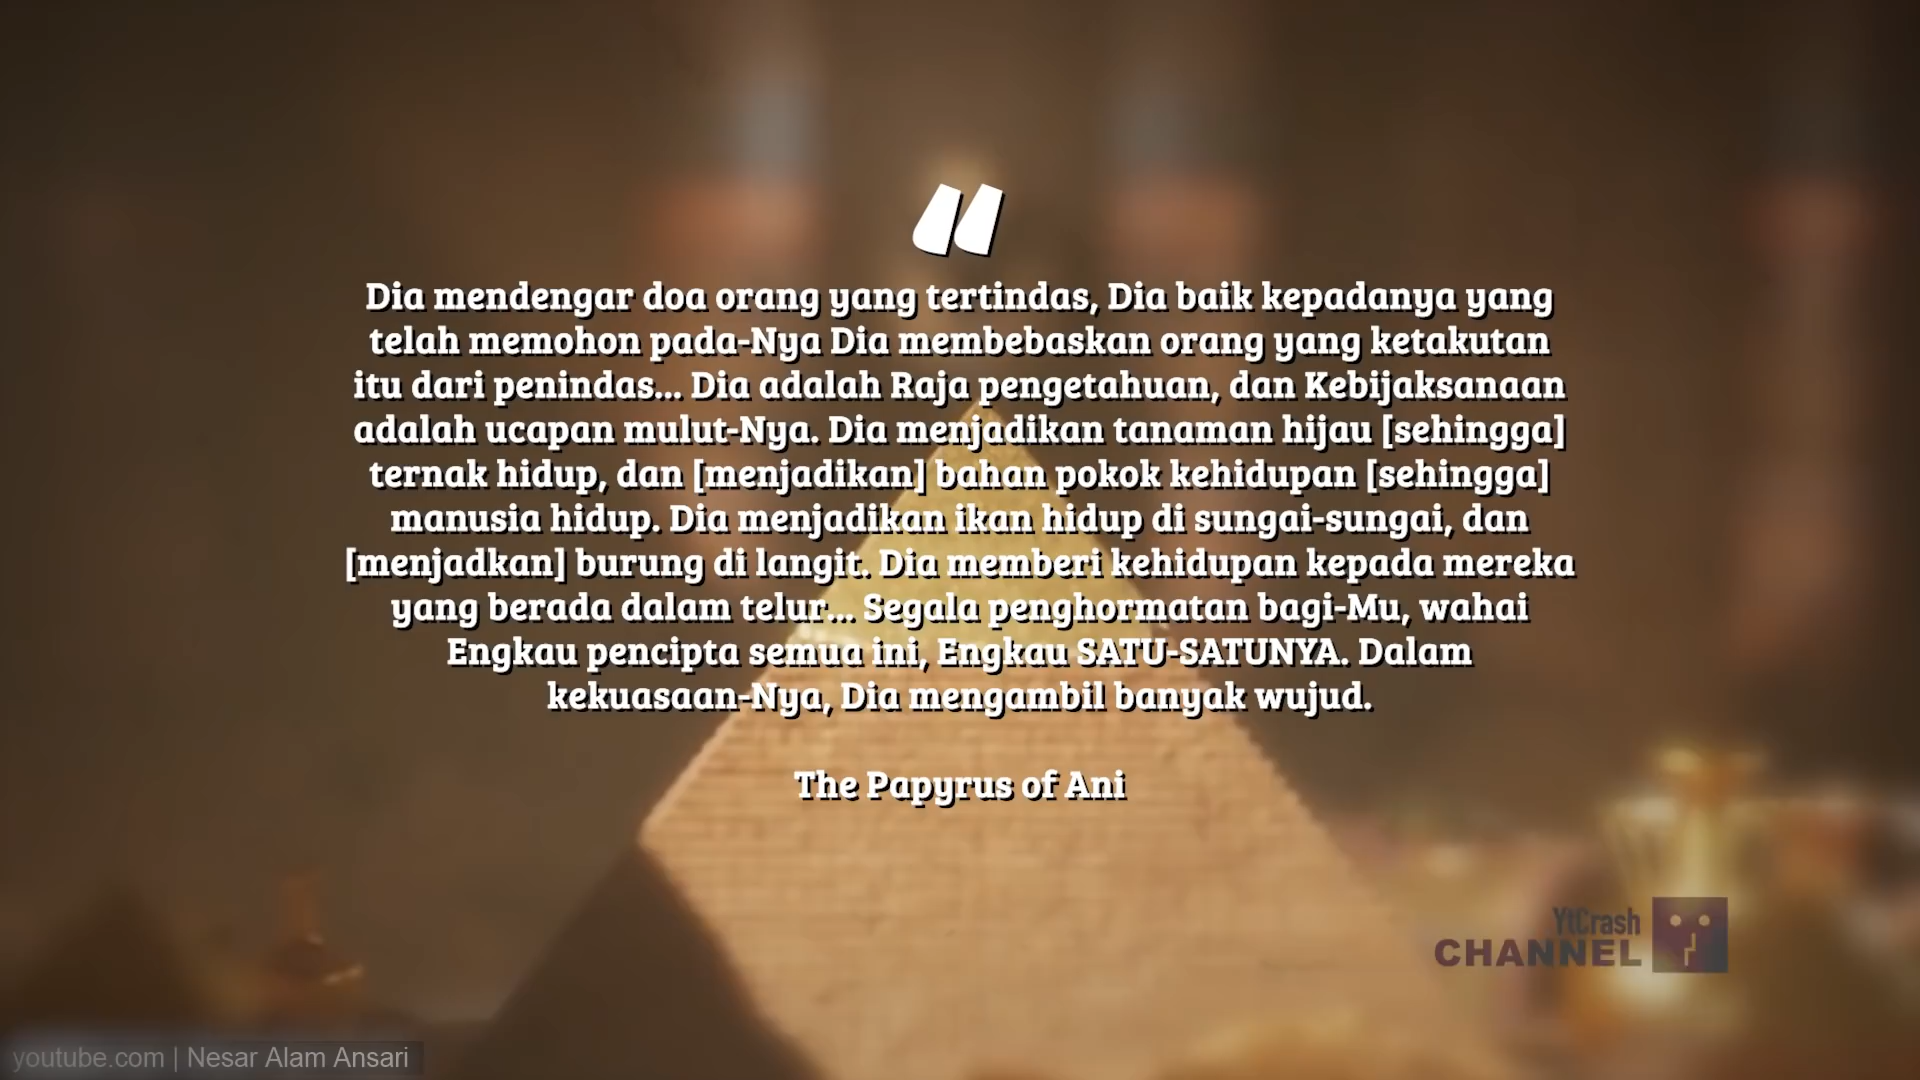 Dia mendengar doa orang yang tertindas, Dia baik kepadanya yang
telah memohon pada-Nya Dia membebaskan orang yang ketakutan
itu dari penindas... Dia adalah Raja pengetahuan, dan Kebijaksanaan
adalah ucapan mulut-Nya. Dia menjadikan tanaman hijau [sehingga]
ternak hidup, dan [menjadikan] bahan pokok kehidupan [sehingga]
manusia hidup. Dia menjadikan ikan hidup di sungai-sungai, dan
[menjadkan] burung di langit. Dia memberi kehidupan kepada mereka
yang berada dalam telur... Segala penghormatan bagi-Mu, wahai
Engkau pencipta semua ini, Engkau SATU-SATUNYA. Dalam
kekuasaan-Nya, Dia mengambil banyak wujud.
The Papyrus of Ani
YtCrash
CHANNEL
youtube.com | Nesar Alam Ansari